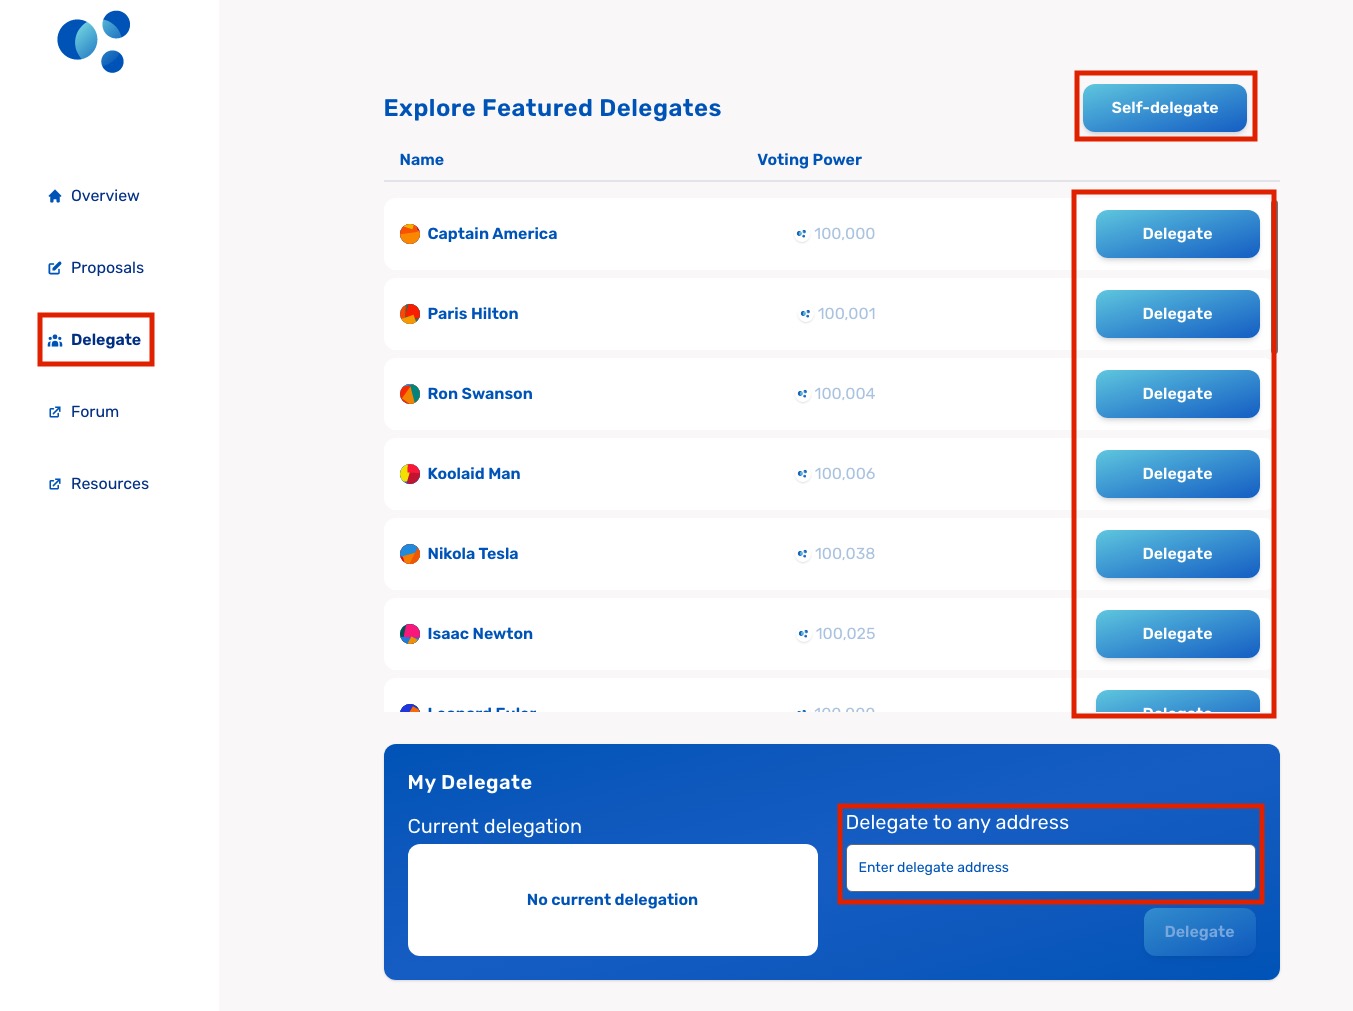 Explore Featured Delegates
Self-delegate
Name Voting Power
Overview
Proposals
Delegate
Forum
Resources
Captain America 100,000 Delegate
Paris Hilton 100,001 Delegate
Ron Swanson 100,004 Delegate
Koolaid Man 100,006 Delegate
Nikola Tesla 100,038 Delegate
Isaac Newton 100,025 Delegate
Delegate
My Delegate
Current delegation
No current delegation
Delegate to any address
Enter delegate address
Delegate